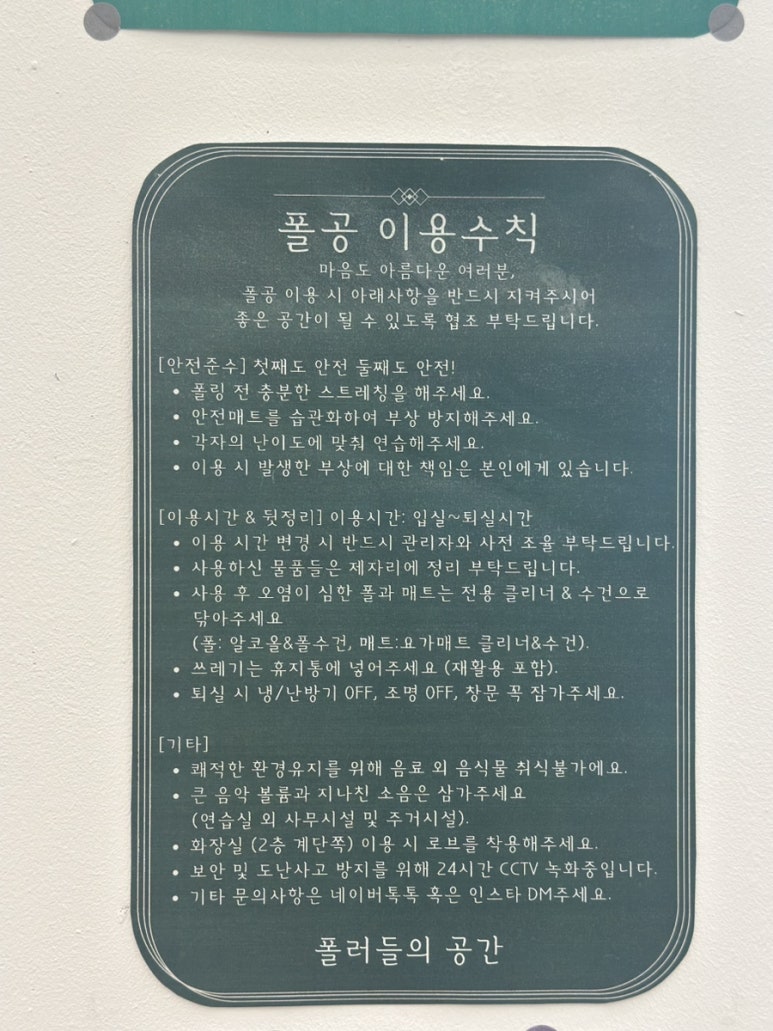 폴공 이용수칙
마음도 아름다운 여러분,
폴공 이용 시 아래사항을 반드시 지켜주시어
좋은 공간이 될 수 있도록 협조 부탁드립니다.
[안전준수] 첫째도 안전 둘째도 안전!
• 폴링 전 충분한 스트레칭을 해주세요.
• 안전매트를 습관화하여 부상 방지해주세요.
• 각자의 난이도에 맞춰 연습해주세요.
• 이용 시 발생한 부상에 대한 책임은 본인에게 있습니다.
[이용시간 & 뒷정리] 이용시간: 입실~퇴실시간
• 이용 시간 변경 시 반드시 관리자와 사전 조율 부탁드립니다.
• 사용하신 물품들은 제자리에 정리 부탁드립니다.
• 사용 후 오염이 심한 폴과 매트는 전용 클리너 & 수건으로
닦아주세요
(폴: 알코올&폴수건, 매트:요가매트 클리너&수건).
• 쓰레기는 휴지통에 넣어주세요 (재활용 포함).
• 퇴실 시 냉/난방기 OFF, 조명 OFF, 창문 꼭 잠가주세요.
[기타]
• 쾌적한 환경유지를 위해 음료 외 음식물 취식불가에요.
• 큰 음악 볼륨과 지나친 소음은 삼가주세요
(연습실 외 사무시설 및 주거시설).
• 화장실 (2층 계단쪽) 이용 시 로브를 착용해주세요.
• 보안 및 도난사고 방지를 위해 24시간 CCTV 녹화중입니다.
• 기타 문의사항은 네이버톡톡 혹은 인스타 DM주세요.
폴러들의 공간